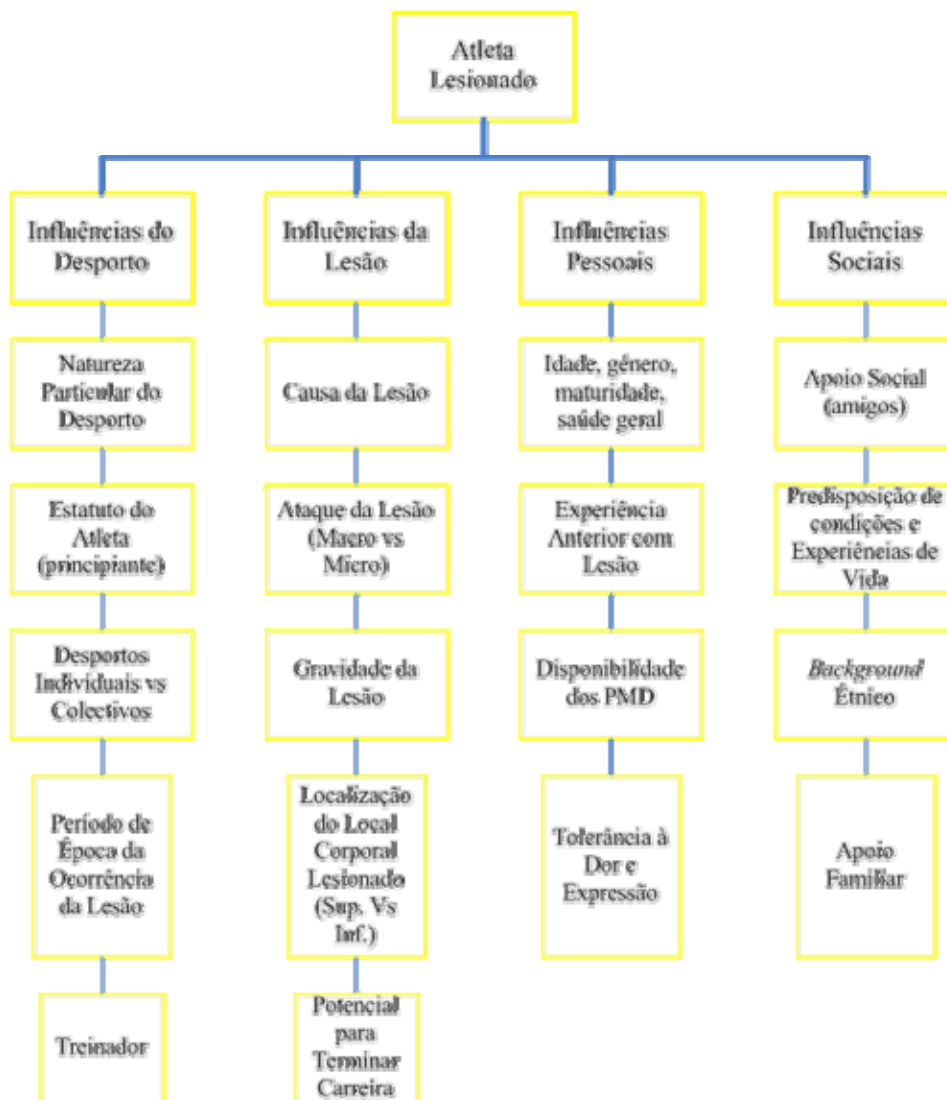 Atleta
Lesionado
Influências do
Desporto
Influências da
Lesão
Influências
Pessoais
Influências
Sociais
Natureza
Particular do
Desporto
Causa da Lesão
Idade, género,
maturidade,
saúde geral
Apoio Social
(amigos)
Estatuto do
Atleta
(principiante)
Ataque da Lesão
(Macro vs
Micro)
Experiência
Anterior com
Lesão
Predisposição de
condições e
Experiências de
Vida
Desportos
Individuais vs
Colectivos
Gravidade da
Lesão
Disponibilidade
dos PMD
Background
Étnico
Período de
Época da
Ocorrência
da Lesão
Localização
do Local
Corporal
Lesionado
(Sup. Vs
Inf.)
Tolerância à
Dor e
Expressão
Apoio
Familiar
Treinador
Potencial
para
Terminar
Carreira